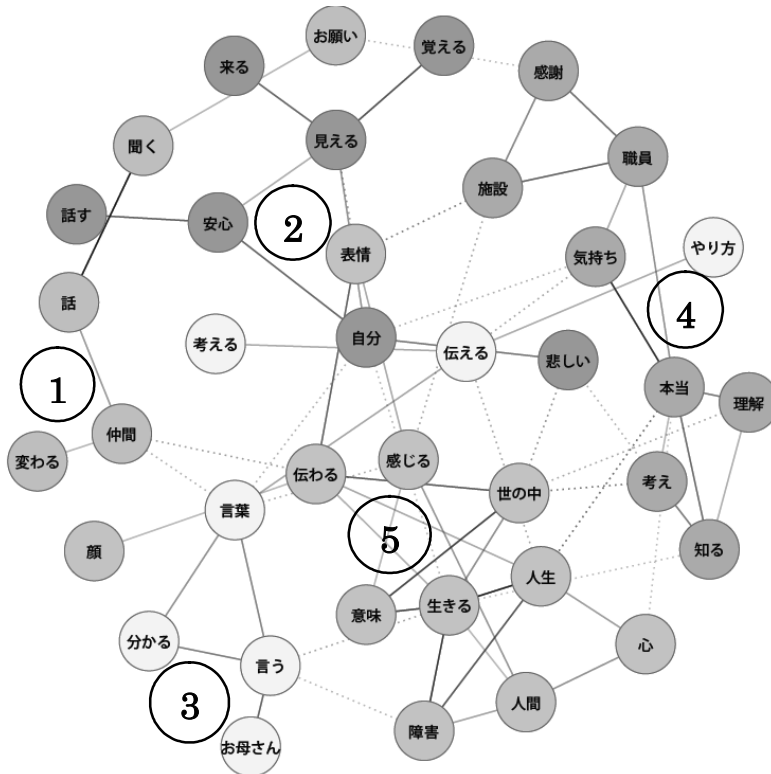 お願い
覚える
来る
感謝
見える
聞く
職員
施設
話す
安心
2
表情
気持ち
やり方
話
4
自分
考える
伝える
悲しい
1
本当
理解
仲間
変わる
伝わる
感じる
世の中
考え
言葉
5
顔
知る
人生
意味
生きる
分かる
心
言う
3
人間
障害
お母さん